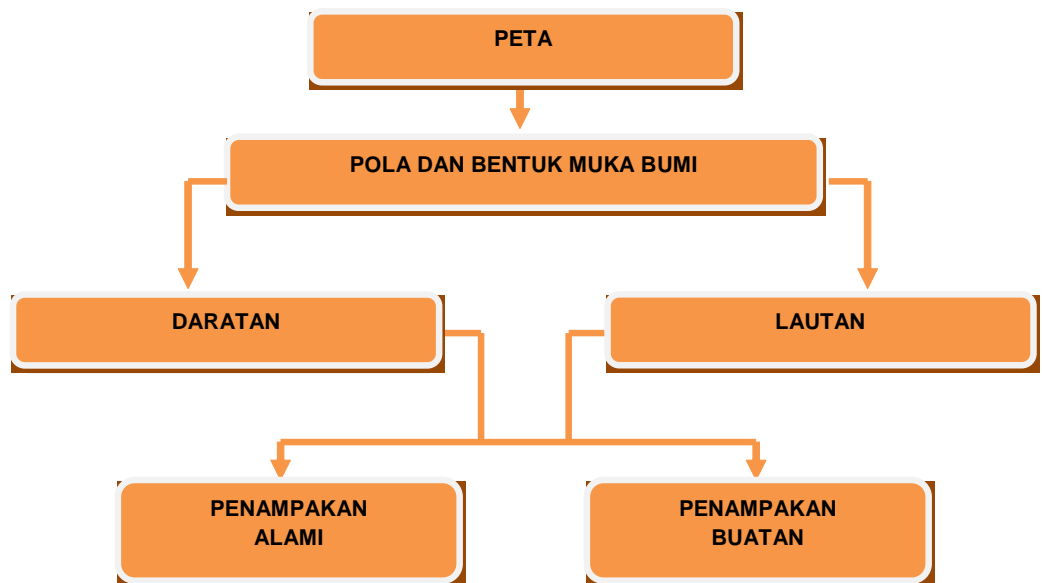 PETA
POLA DAN BENTUK MUKA BUMI
DARATAN
LAUTAN
PENAMPAKAN
ALAMI
PENAMPAKAN
BUATAN